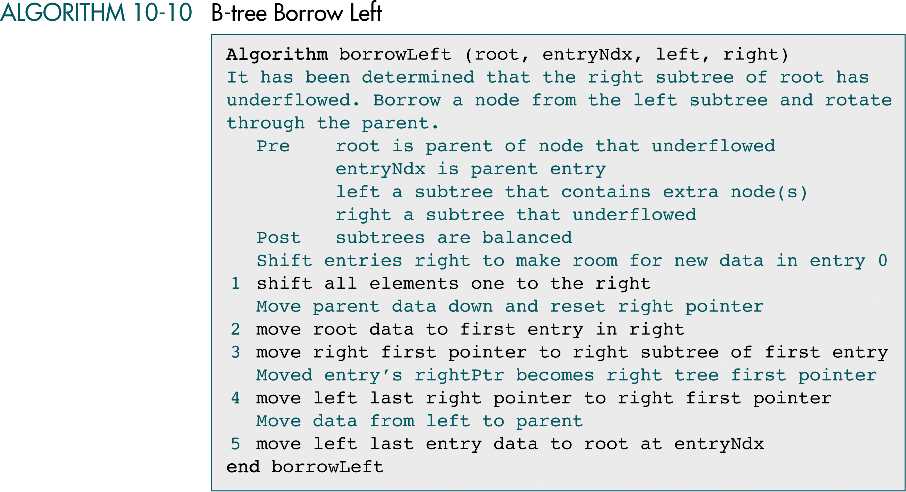 ALGORITHM 10-10 B-tree Borrow Left
Algorithm borrowLeft (root, entryNdx, left, right)
It has been determined that the right subtree of root has
underflowed. Borrow a node from the left subtree and rotate
through the parent.
Pre root is parent of node that underflowed
entryNdx is parent entry
left a subtree that contains extra node(s)
right a subtree that underflowed
Post subtrees are balanced
Shift entries right to make room for new data in entry 0
1 shift all elements one to the right
Move parent data down and reset right pointer
2 move root data to first entry in right
3 move right first pointer to right subtree of first entry
Moved entry’s rightPtr becomes right tree first pointer
4 move left last right pointer to right first pointer
Move data from left to parent
5 move left last entry data to root at entryNdx
end borrowLeft